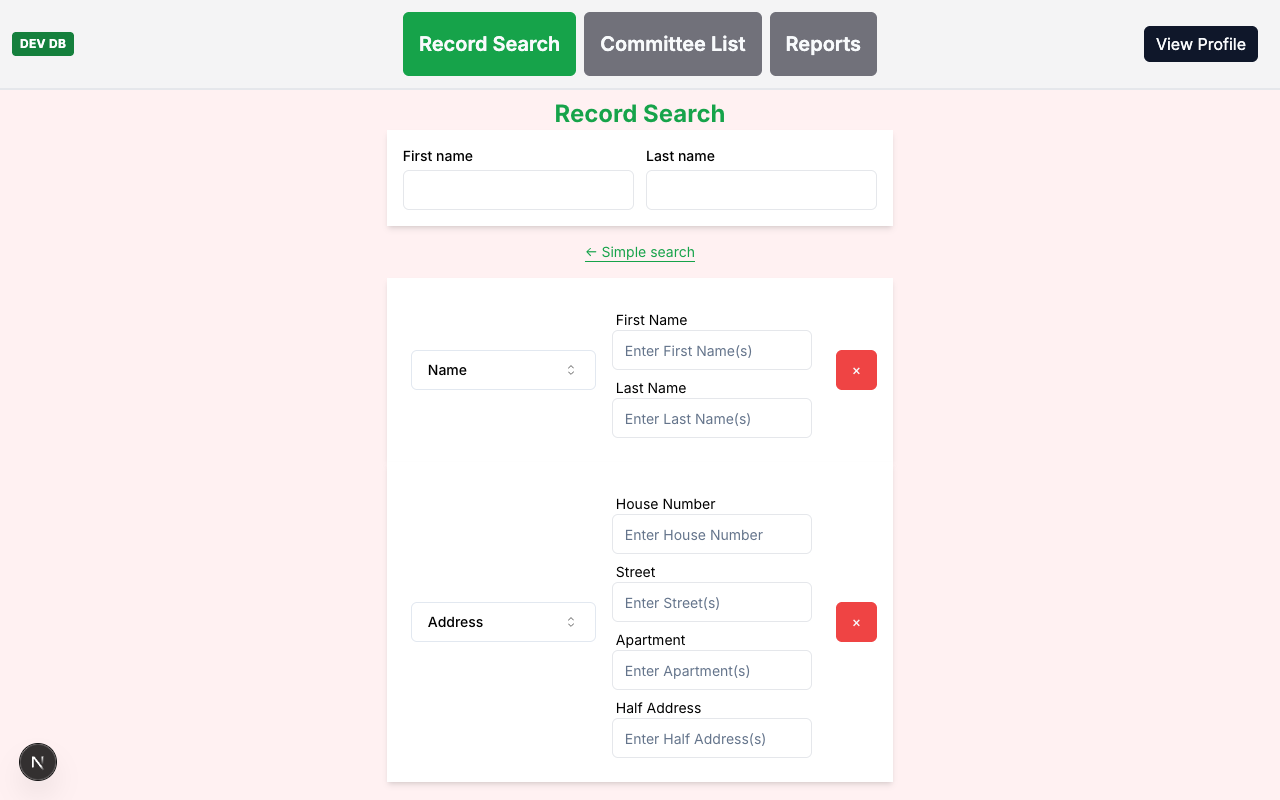 DEV DB
Record Search
Committee List
Reports
View Profile
Record Search
First name
Last name
← Simple search
Name
First Name
Enter First Name(s)
Last Name
Enter Last Name(s)
×
Address
House Number
Enter House Number
Street
Enter Street(s)
Apartment
Enter Apartment(s)
Half Address
Enter Half Address(s)
×
N